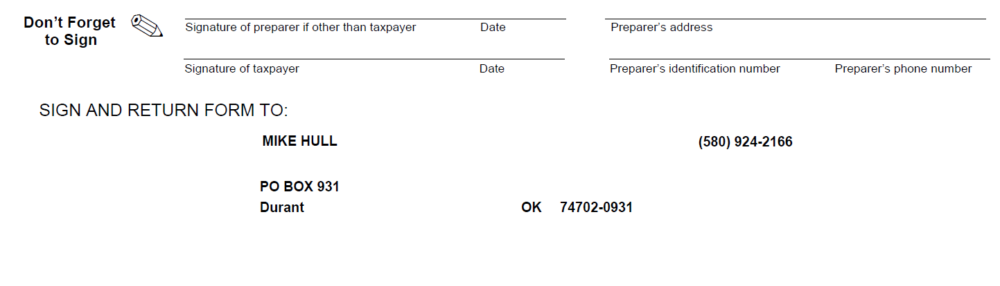 Don't Forget
to Sign
Signature of preparer if other than taxpayer Date Preparer's address
Signature of taxpayer Date Preparer's identification number Preparer's phone number
SIGN AND RETURN FORM TO:
MIKE HULL (580) 924-2166
PO BOX 931
Durant OK 74702-0931